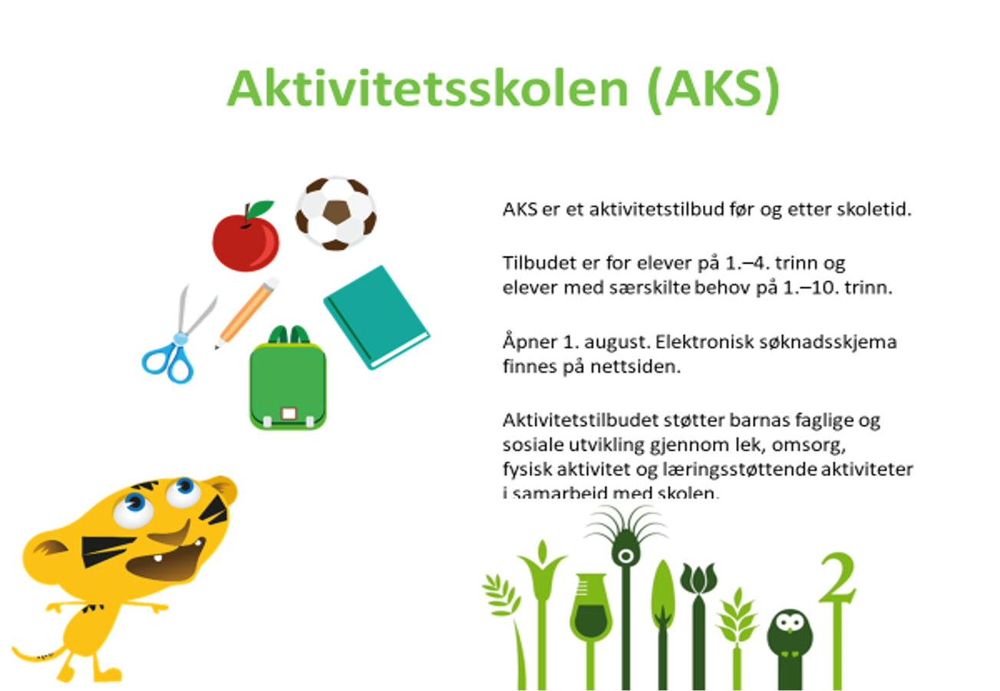 Aktivitetsskolen (AKS)
AKS er et aktivitetstilbud før og etter skoletid.
Tilbudet er for elever på 1.–4. trinn og
elever med særskilte behov på 1.–10. trinn.
Åpner 1. august. Elektronisk søknadsskjema
finnes på nettsiden.
Aktivitetstilbudet støtter barnas faglige og
sosiale utvikling gjennom lek, omsorg,
fysisk aktivitet og læringsstøttende aktiviteter
i samarbeid med skolen.
2